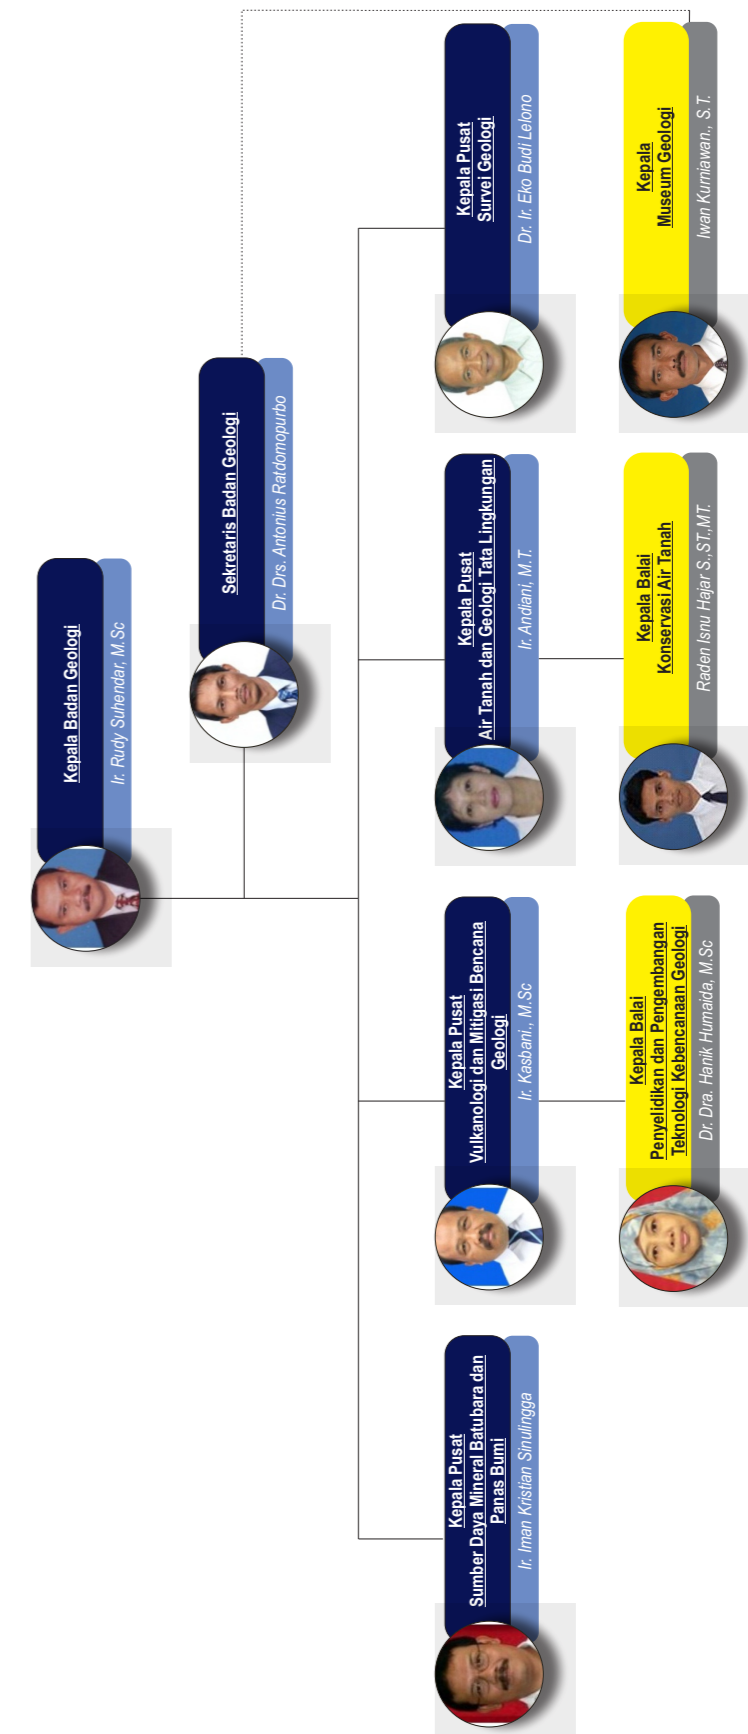 Kepala Badan Geologi
Ir. Rudy Suhendar, M.Sc
Sekretaris Badan Geologi
Dr. Drs. Antonius Ratdomopurbo
Kepala Pusat
Sumber Daya Mineral Batubara dan
Panas Bumi
Ir. Iman Kristian Sinulingga
Kepala Pusat
Vulkanologi dan Mitigasi Bencana
Geologi
Ir. Kasbani., M.Sc
Kepala Pusat
Air Tanah dan Geologi Tata Lingkungan
Ir. Andiani, M.T.
Kepala Pusat
Survei Geologi
Dr. Ir. Eko Budi Lelono
Kepala Balai
Penyelidikan dan Pengembangan
Teknologi Kebencanaan Geologi
Dr. Dra. Hanik Humaida, M.Sc
Kepala Balai
Konservasi Air Tanah
Raden Isnu Hajar S.,ST.,MT.
Kepala
Museum Geologi
Iwan Kurniawan., S.T.